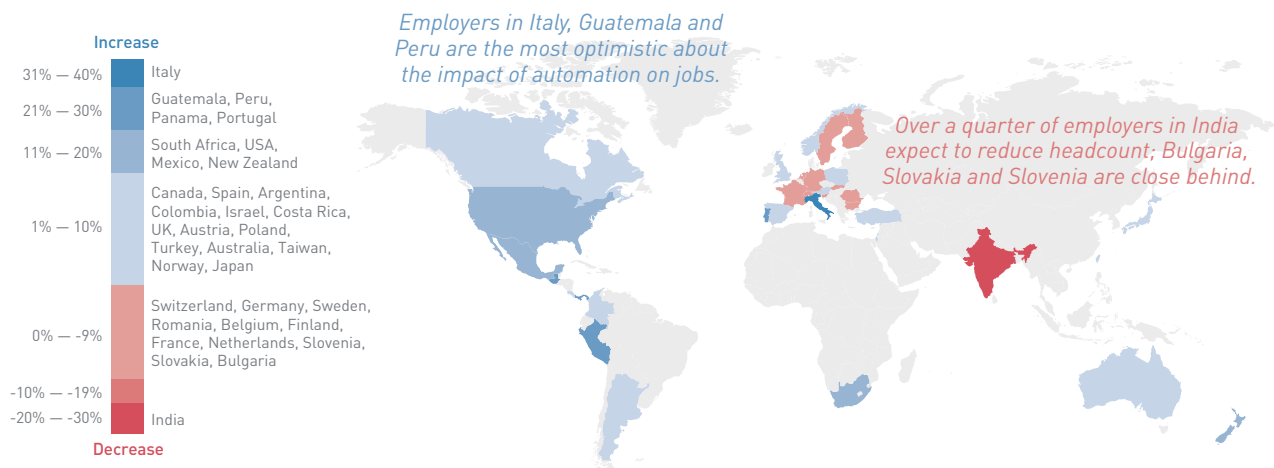 Employers in Italy, Guatemala and
Peru are the most optimistic about
the impact of automation on jobs.
Increase
31% — 40%
Italy
21% — 30%
Guatemala, Peru,
Panama, Portugal
11% — 20%
South Africa, USA,
Mexico, New Zealand
1% — 10%
Canada, Spain, Argentina,
Colombia, Israel, Costa Rica,
UK, Austria, Poland,
Turkey, Australia, Taiwan,
Norway, Japan
0% — -9%
Switzerland, Germany, Sweden,
Romania, Belgium, Finland,
France, Netherlands, Slovenia,
Slovakia, Bulgaria
-10% — -19%
-20% — -30%
India
Decrease
Over a quarter of employers in India
expect to reduce headcount; Bulgaria,
Slovakia and Slovenia are close behind.